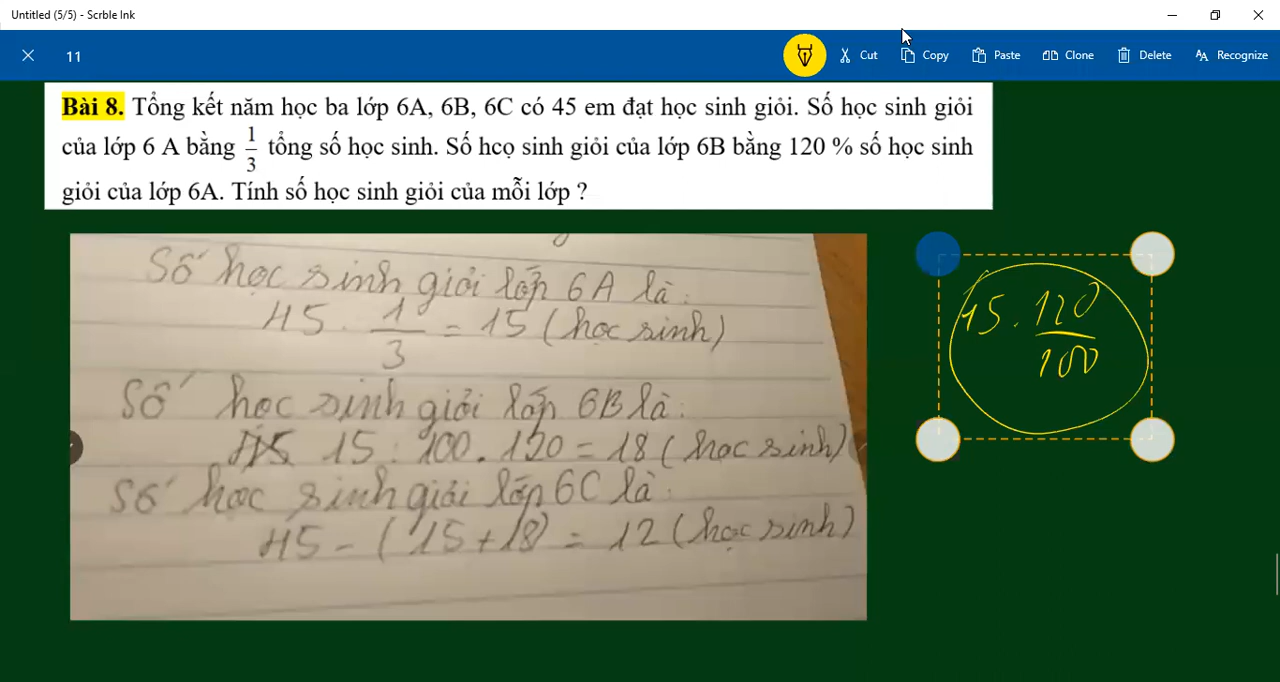 Untitled (5/5) - Scrble Ink
11 Cut Copy Paste Clone Delete Recognize
Bài 8. Tổng kết năm học ba lớp 6A, 6B, 6C có 45 em đạt học sinh giỏi. Số học sinh giỏi
của lớp 6 A bằng 1/3 tổng số học sinh. Số hcọ sinh giỏi của lớp 6B bằng 120 % số học sinh
giỏi của lớp 6A. Tính số học sinh giỏi của mỗi lớp ?
Số học sinh giỏi lớp 6A là:
45 . 1/3 = 15 (học sinh)
Số học sinh giỏi lớp 6B là:
15 : 100 . 120 = 18 (học sinh)
Số học sinh giỏi lớp 6C là:
45 - (15 + 18) = 12 (học sinh)
15 . 120/100